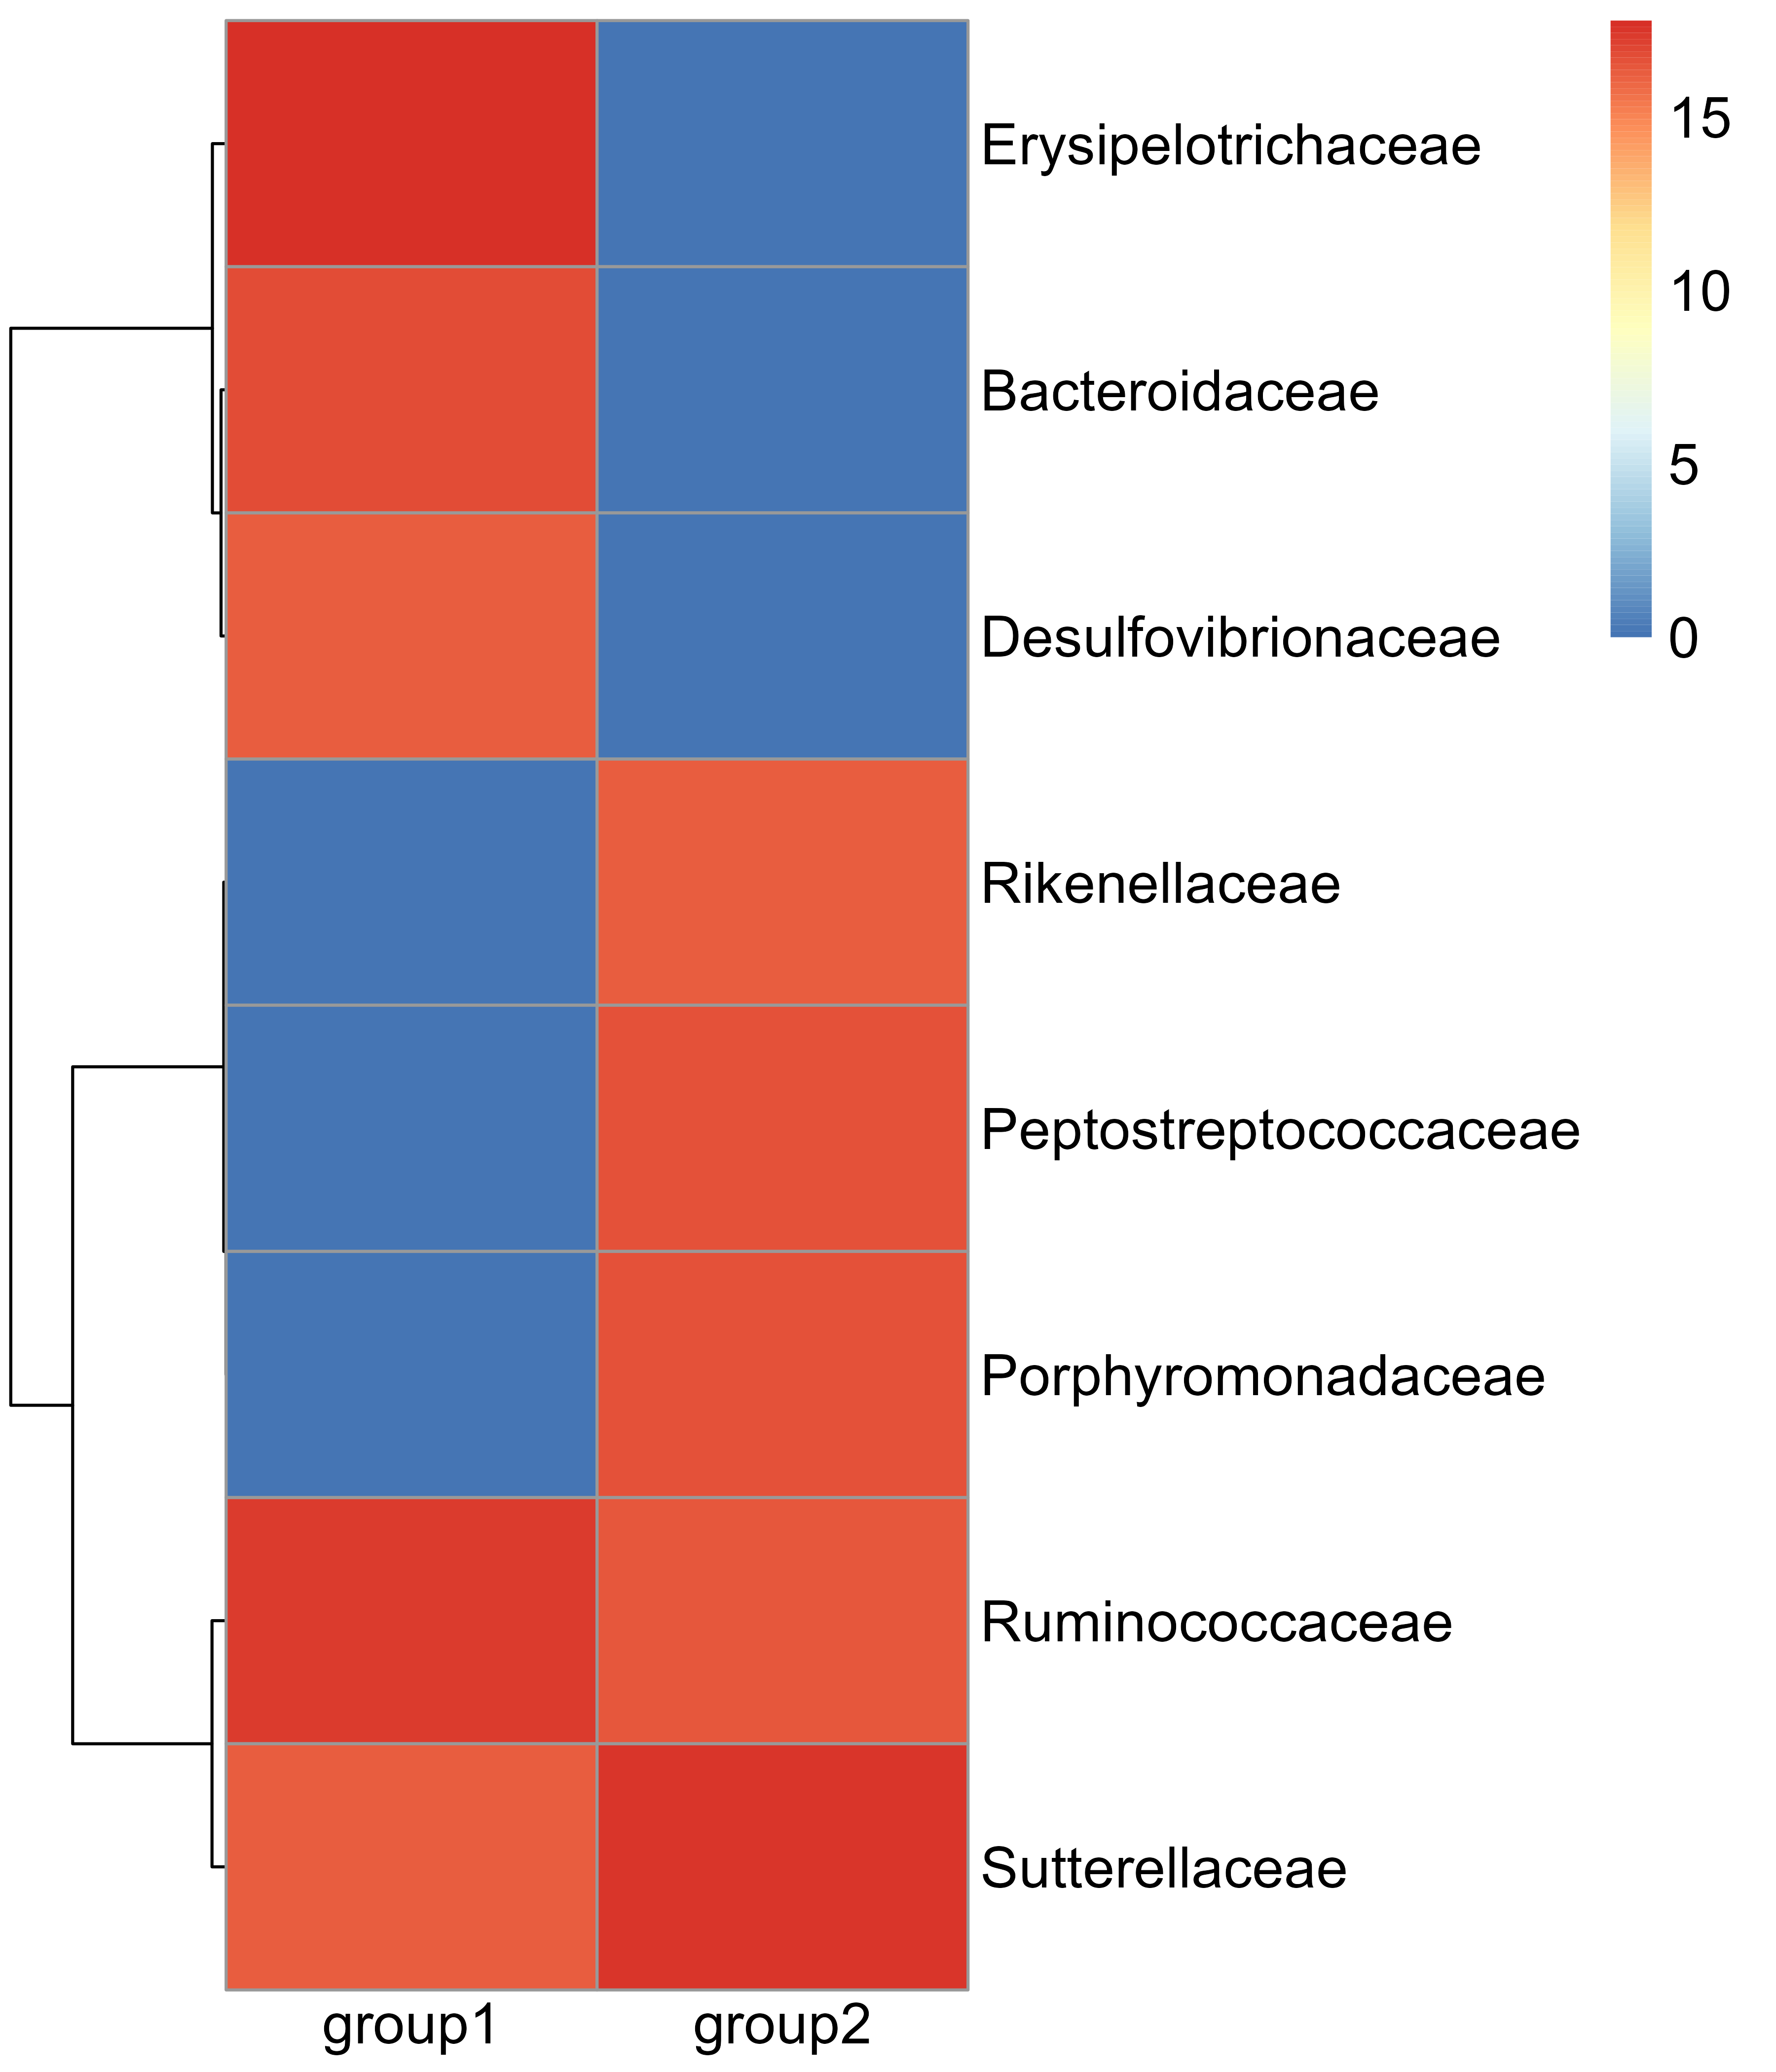 Erysipelotrichaceae
Bacteroidaceae
Desulfovibrionaceae
Rikenellaceae
Peptostreptococcaceae
Porphyromonadaceae
Ruminococcaceae
Sutterellaceae
group1 group2
15
10
5
0